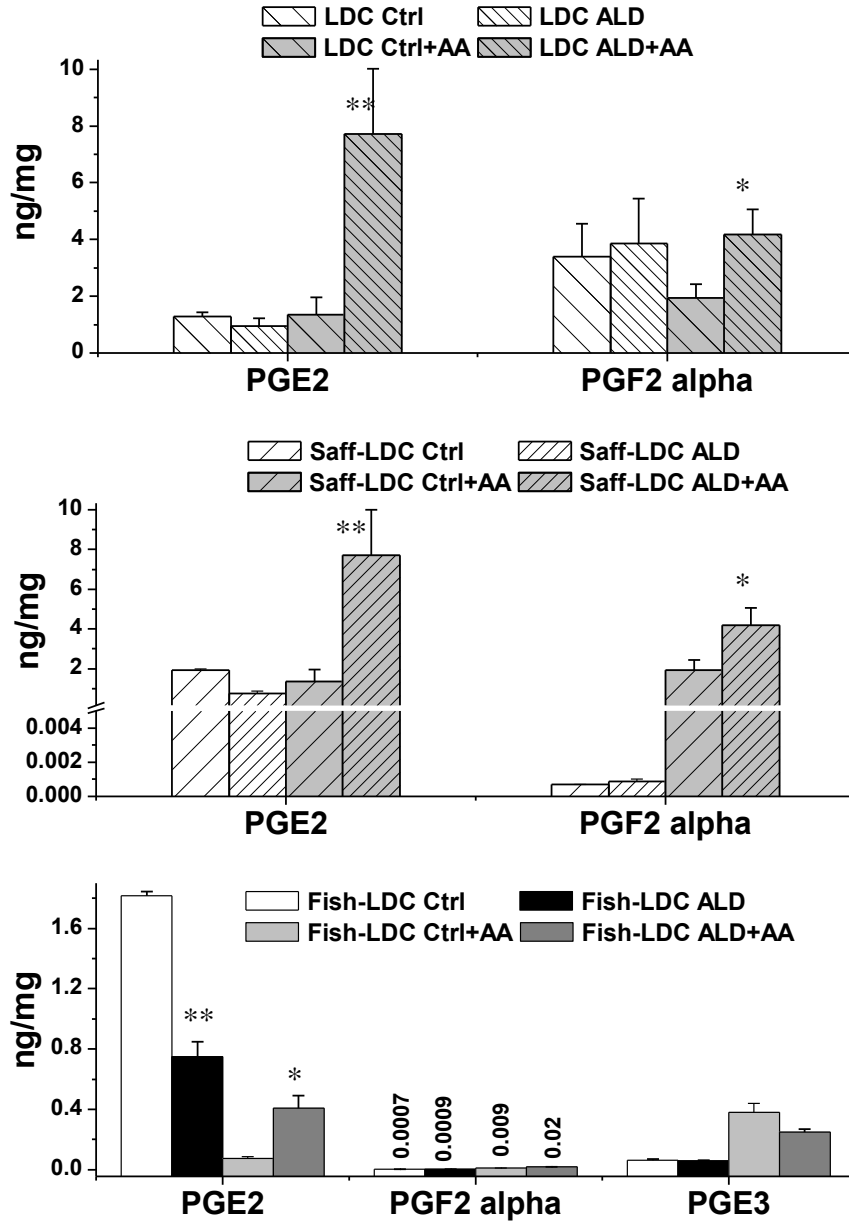 LDC Ctrl LDC ALD
LDC Ctrl+AA LDC ALD+AA
10
8
6
4
2
0
ng/mg
**
*
PGE2 PGF2 alpha
Saff-LDC Ctrl Saff-LDC ALD
Saff-LDC Ctrl+AA Saff-LDC ALD+AA
10
8
6
4
2
0.004
0.002
0.000
ng/mg
**
*
PGE2 PGF2 alpha
Fish-LDC Ctrl Fish-LDC ALD
Fish-LDC Ctrl+AA Fish-LDC ALD+AA
1.6
1.2
0.8
0.4
0.0
ng/mg
**
*
0.0007
0.0009
0.009
0.02
PGE2 PGF2 alpha PGE3